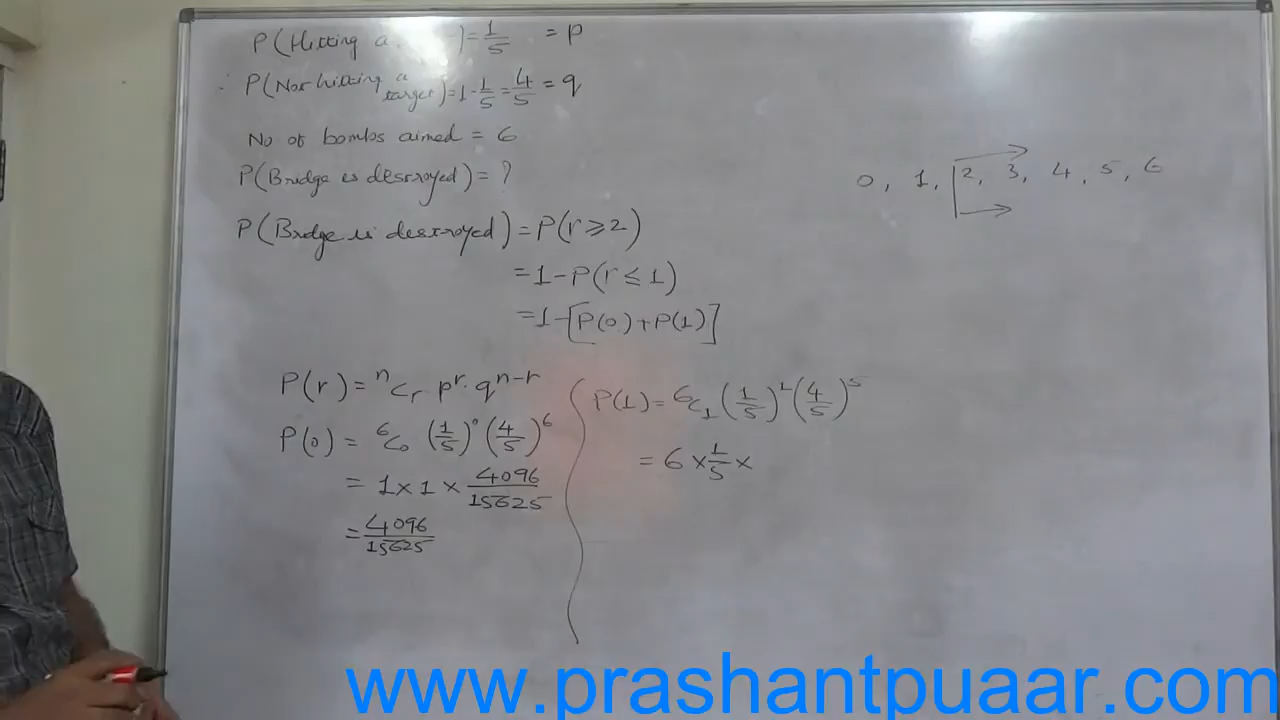 P(Hitting a )=1/5 = p
∴ P(Not hitting a target)=1-1/5=4/5=q
No of bombs aimed = 6
P(Bridge is destroyed)= ?
0, 1, 2, 3, 4, 5, 6
P(Bridge is destroyed)=P(r≥2)
=1-P(r≤1)
=1-[P(0)+P(1)]
P(r)=ⁿCᵣ pʳ. qⁿ⁻ʳ
P(0) = ⁶C₀ (1/5)⁰(4/5)⁶
= 1×1×4096/15625
=4096/15625
P(1)=⁶C₁(1/5)¹(4/5)⁵
=6×1/5×
www.prashantpuaar.com